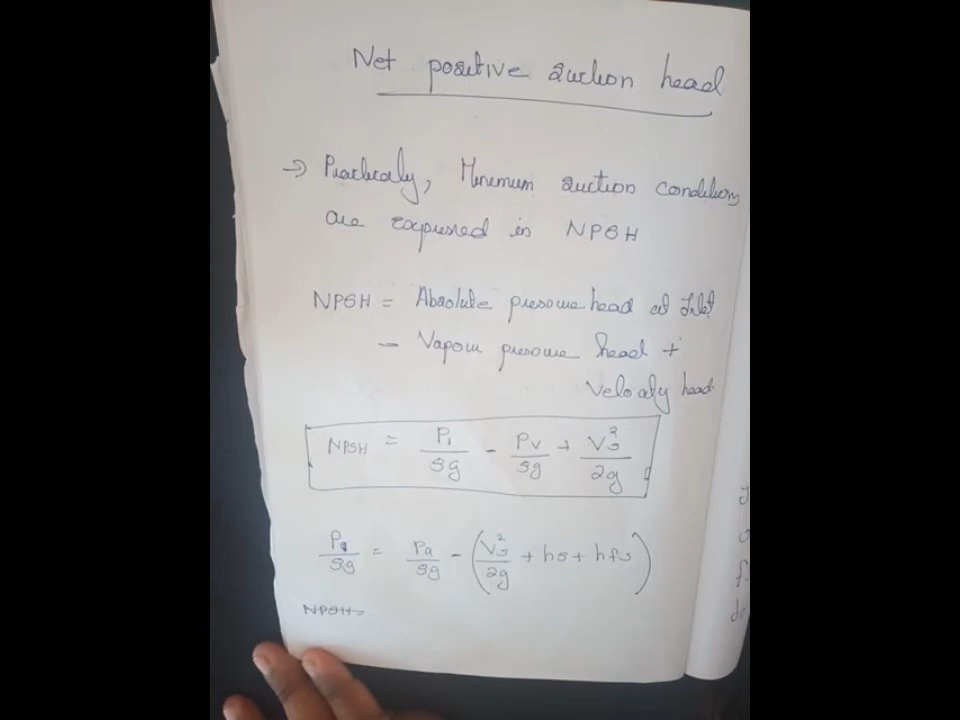 Net positive suction head
→ Practically, Minimum suction conditions
are expressed in NPSH
NPSH = Absolute pressure head at Inlet
- Vapour pressure head +
Velocity head
NPSH = P₁/ρg - Pv/ρg + Vs²/2g
P₁/ρg = Pa/ρg - (Vs²/2g + hs + hfs)
NPSH=